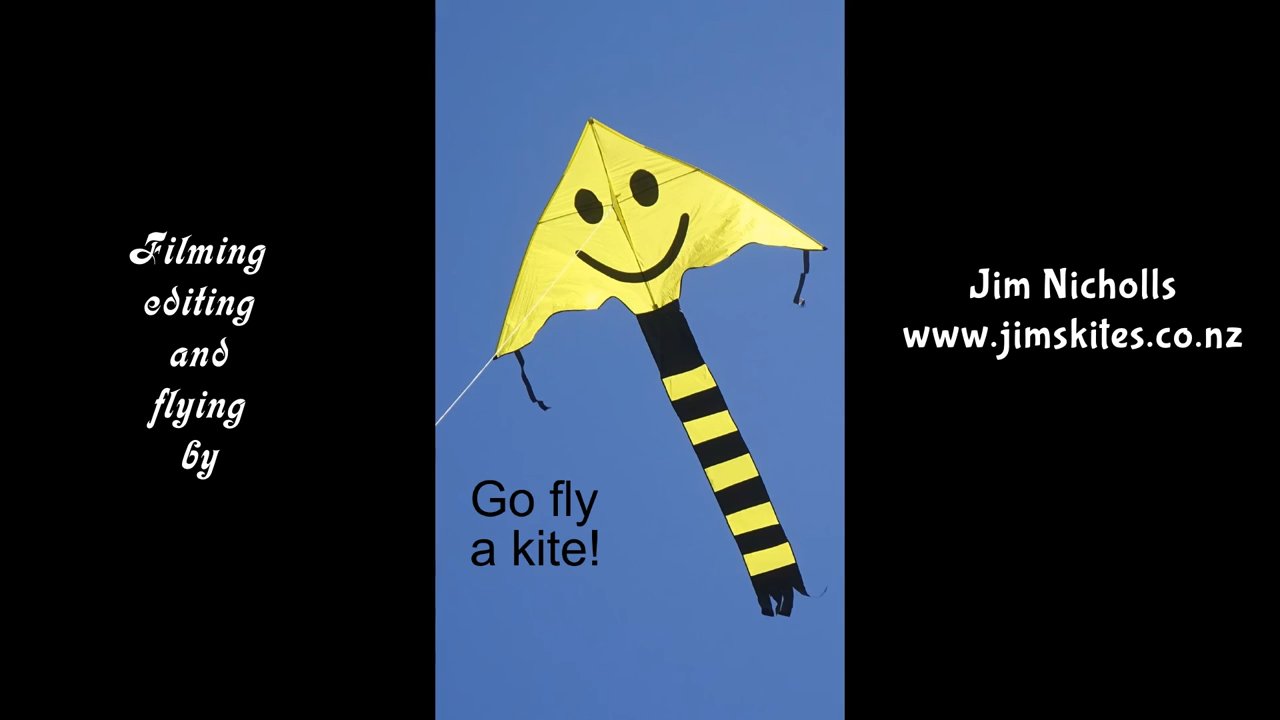 Filming
editing
and
flying
by
Go fly
a kite!
Jim Nicholls
www.jimskites.co.nz